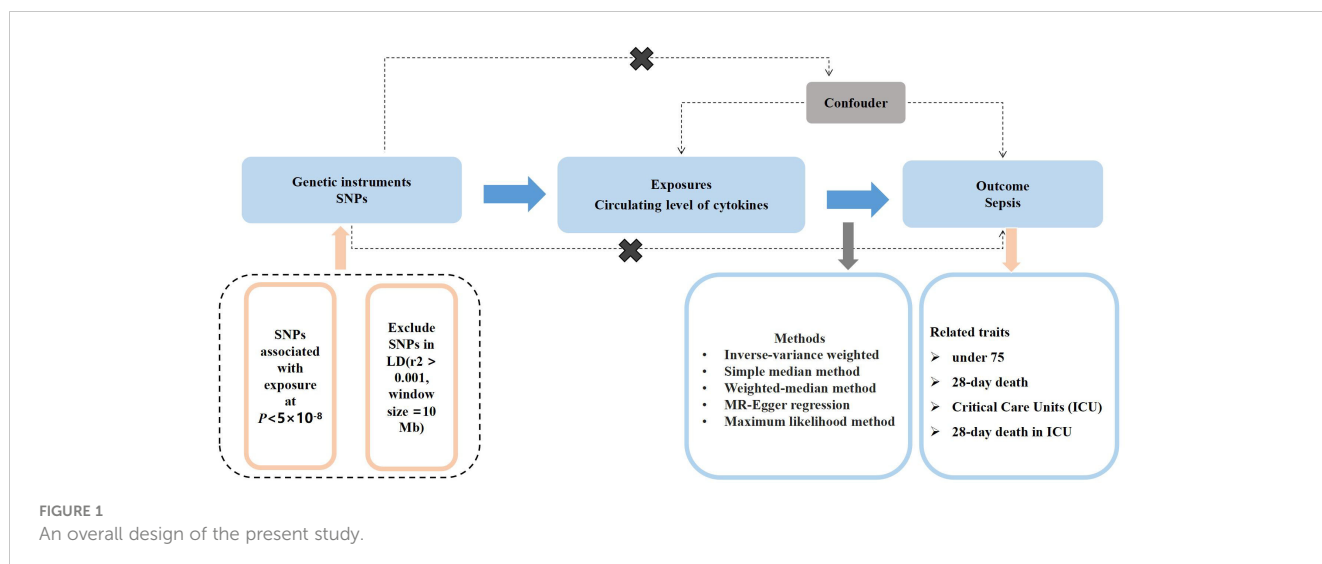 Confouder
Genetic instruments
SNPs
Exposures
Circulating level of cytokines
Outcome
Sepsis
SNPs
associated
with
exposure
at
P<5×10-8
Exclude
SNPs in
LD(r2 >
0.001,
window
size =10
Mb)
Methods
• Inverse-variance weighted
• Simple median method
• Weighted-median method
• MR-Egger regression
• Maximum likelihood method
Related traits
➢ under 75
➢ 28-day death
➢ Critical Care Units (ICU)
➢ 28-day death in ICU
FIGURE 1
An overall design of the present study.